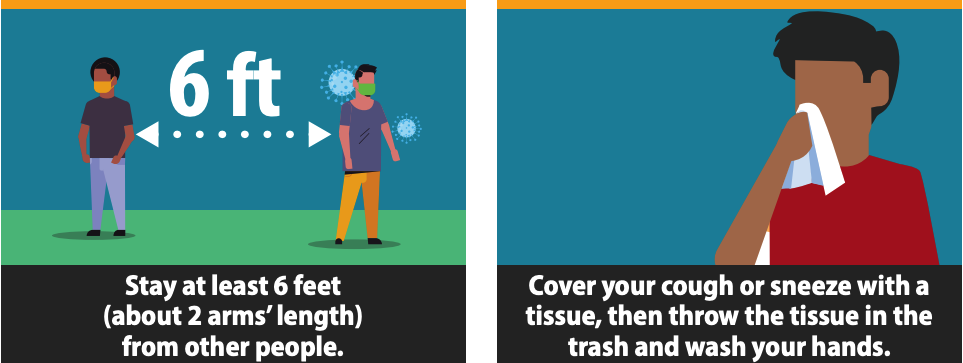 6 ft
Stay at least 6 feet
(about 2 arms’ length)
from other people.
Cover your cough or sneeze with a
tissue, then throw the tissue in the
trash and wash your hands.